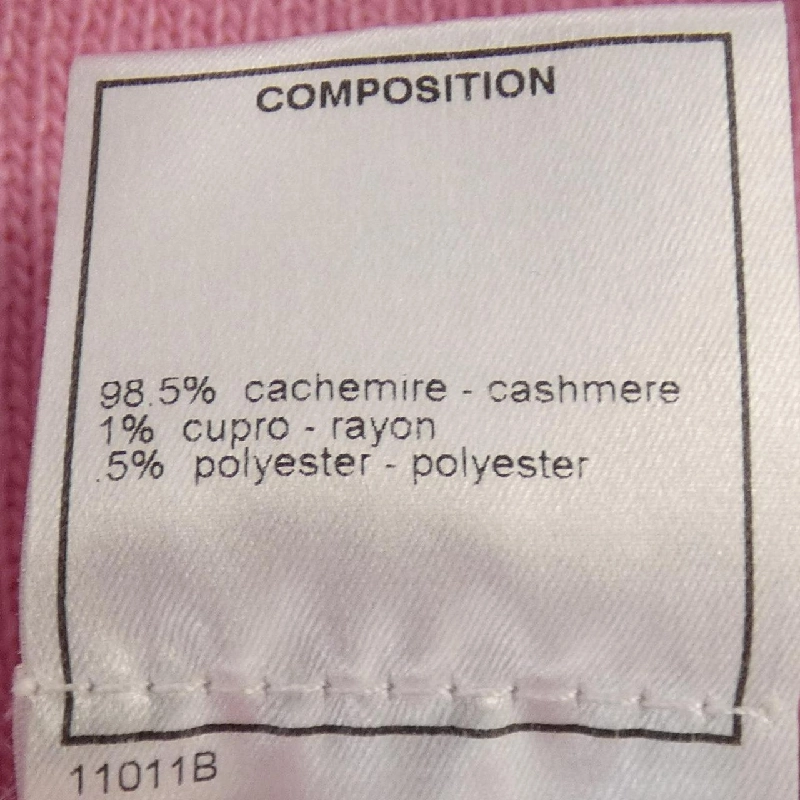 COMPOSITION
98.5% cachemire - cashmere
1% cupro - rayon
.5% polyester - polyester
11011B